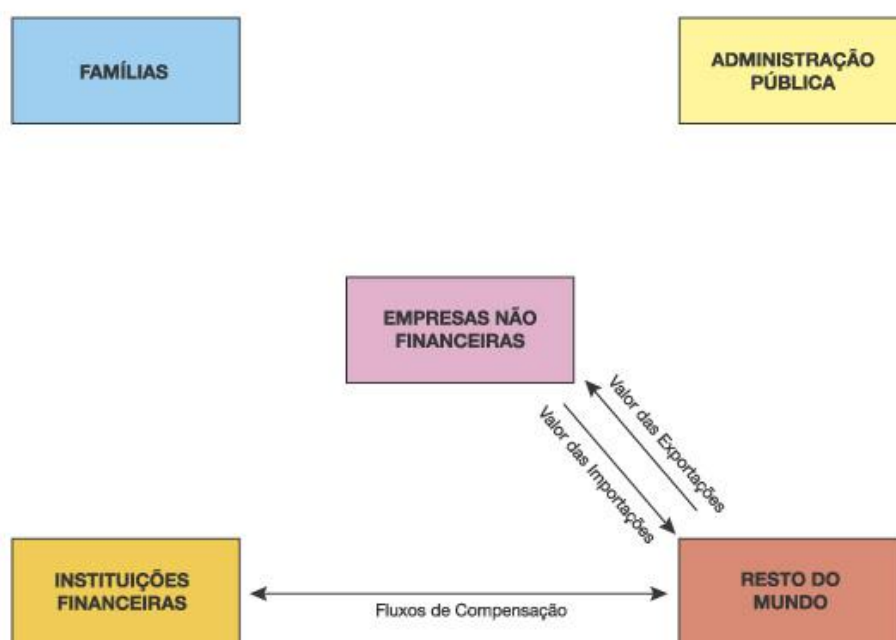 FAMÍLIAS
ADMINISTRAÇÃO
PÚBLICA
EMPRESAS NÃO
FINANCEIRAS
Valor das Exportações
Valor das Importações
INSTITUIÇÕES
FINANCEIRAS
Fluxos de Compensação
RESTO DO
MUNDO